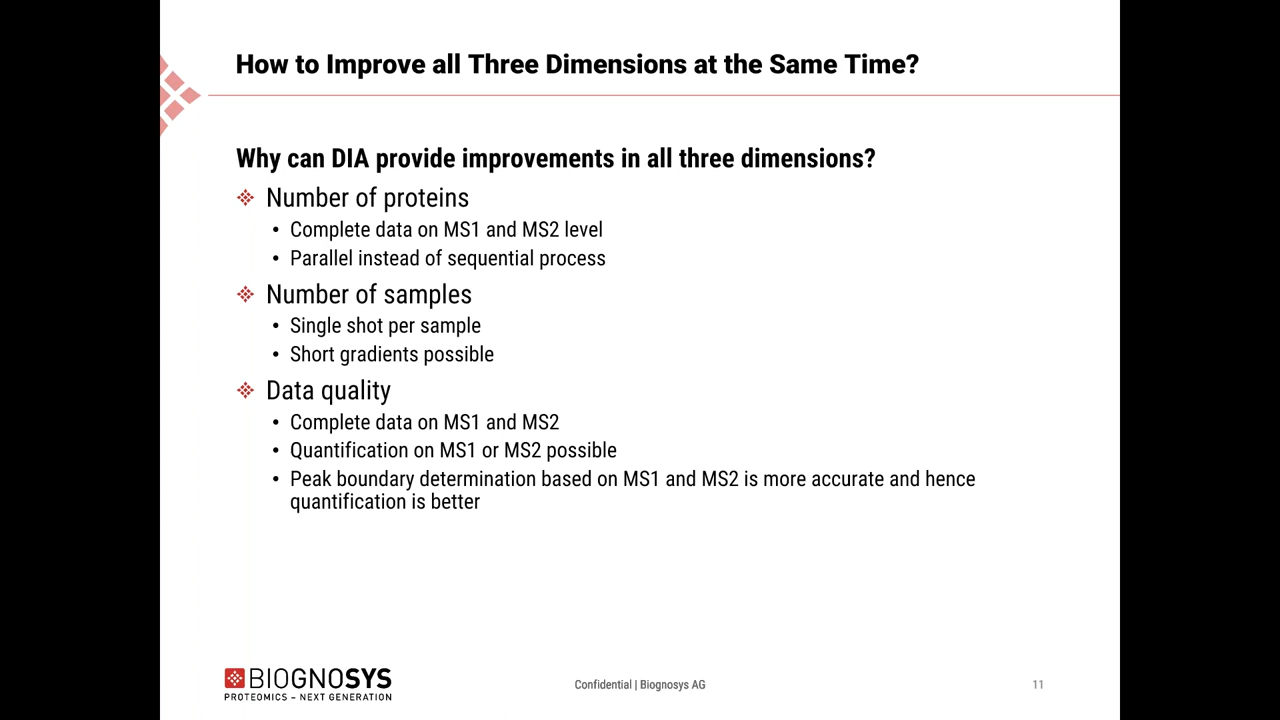 How to Improve all Three Dimensions at the Same Time?
Why can DIA provide improvements in all three dimensions?
Number of proteins
• Complete data on MS1 and MS2 level
• Parallel instead of sequential process
Number of samples
• Single shot per sample
• Short gradients possible
Data quality
• Complete data on MS1 and MS2
• Quantification on MS1 or MS2 possible
• Peak boundary determination based on MS1 and MS2 is more accurate and hence
quantification is better
BIOGNOSYS
PROTEOMICS – NEXT GENERATION
Confidential | Biognosys AG
11